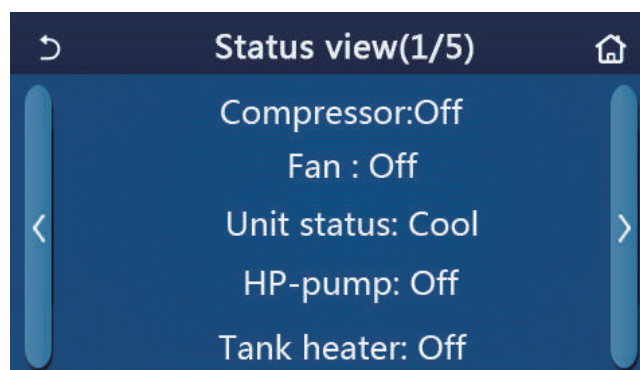 Status view(1/5)
Compressor:Off
Fan : Off
Unit status: Cool
HP-pump: Off
Tank heater: Off